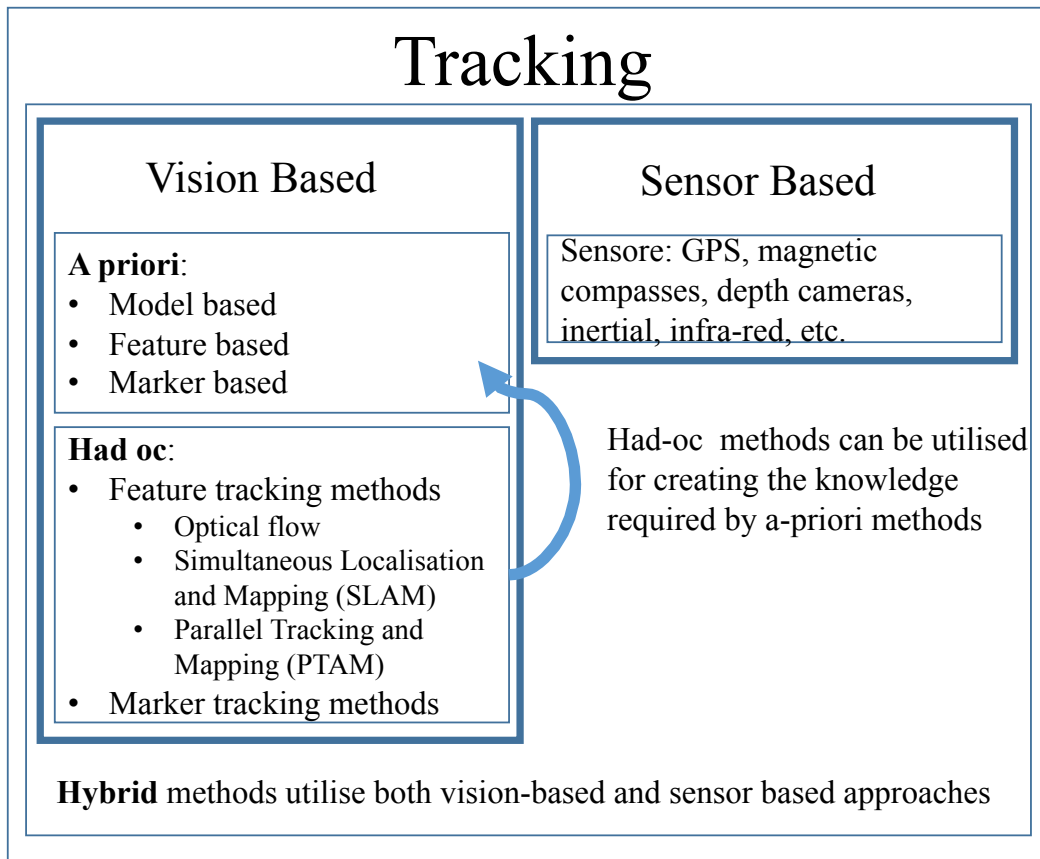 Tracking
Vision Based
A priori:
• Model based
• Feature based
• Marker based
Had oc:
• Feature tracking methods
• Optical flow
• Simultaneous Localisation
and Mapping (SLAM)
• Parallel Tracking and
Mapping (PTAM)
• Marker tracking methods
Sensor Based
Sensore: GPS, magnetic
compasses, depth cameras,
inertial, infra-red, etc.
Had-oc methods can be utilised
for creating the knowledge
required by a-priori methods
Hybrid methods utilise both vision-based and sensor based approaches